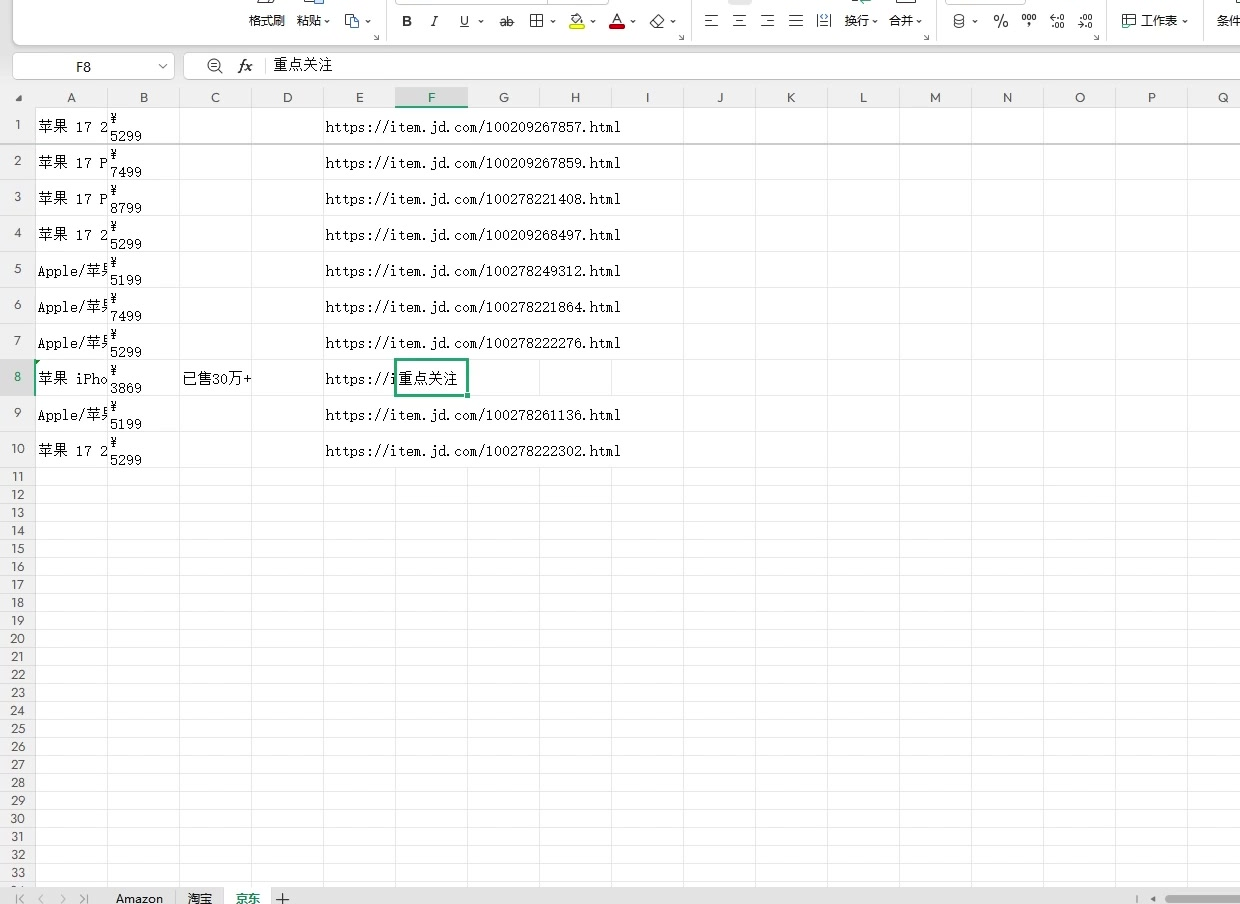 格式刷 粘贴 B I U ab A 换行 合并 % 工作表 条件
F8 fx 重点关注
A B C D E F G H I J K L M N O P Q
1 苹果 17 2 ¥ 5299 https://item.jd.com/100209267857.html
2 苹果 17 P ¥ 7499 https://item.jd.com/100209267859.html
3 苹果 17 P ¥ 8799 https://item.jd.com/100278221408.html
4 苹果 17 2 ¥ 5299 https://item.jd.com/100209268497.html
5 Apple/苹果 ¥ 5199 https://item.jd.com/100278249312.html
6 Apple/苹果 ¥ 7499 https://item.jd.com/100278221864.html
7 Apple/苹果 ¥ 5299 https://item.jd.com/100278222276.html
8 苹果 iPho ¥ 3869 已售30万+ https://i 重点关注
9 Apple/苹果 ¥ 5199 https://item.jd.com/100278261136.html
10 苹果 17 2 ¥ 5299 https://item.jd.com/100278222302.html
11
12
13
14
15
16
17
18
19
20
21
22
23
24
25
26
27
28
29
30
31
32
33
Amazon 淘宝 京东